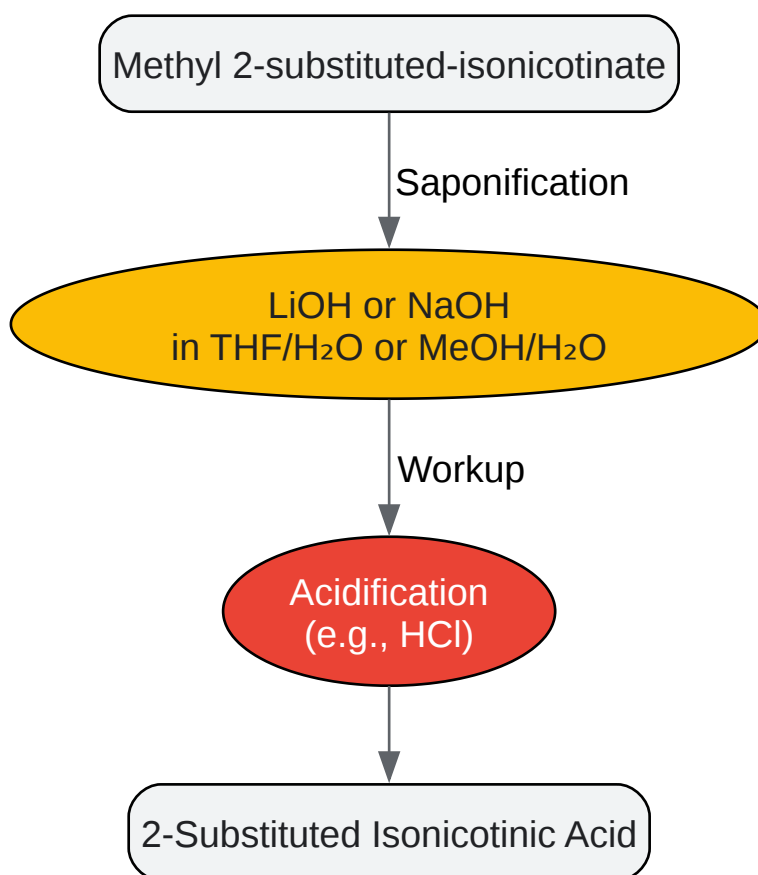 Methyl 2-substituted-isonicotinate
Saponification
LiOH or NaOH
in THF/H₂O or MeOH/H₂O
Workup
Acidification
(e.g., HCl)
2-Substituted Isonicotinic Acid